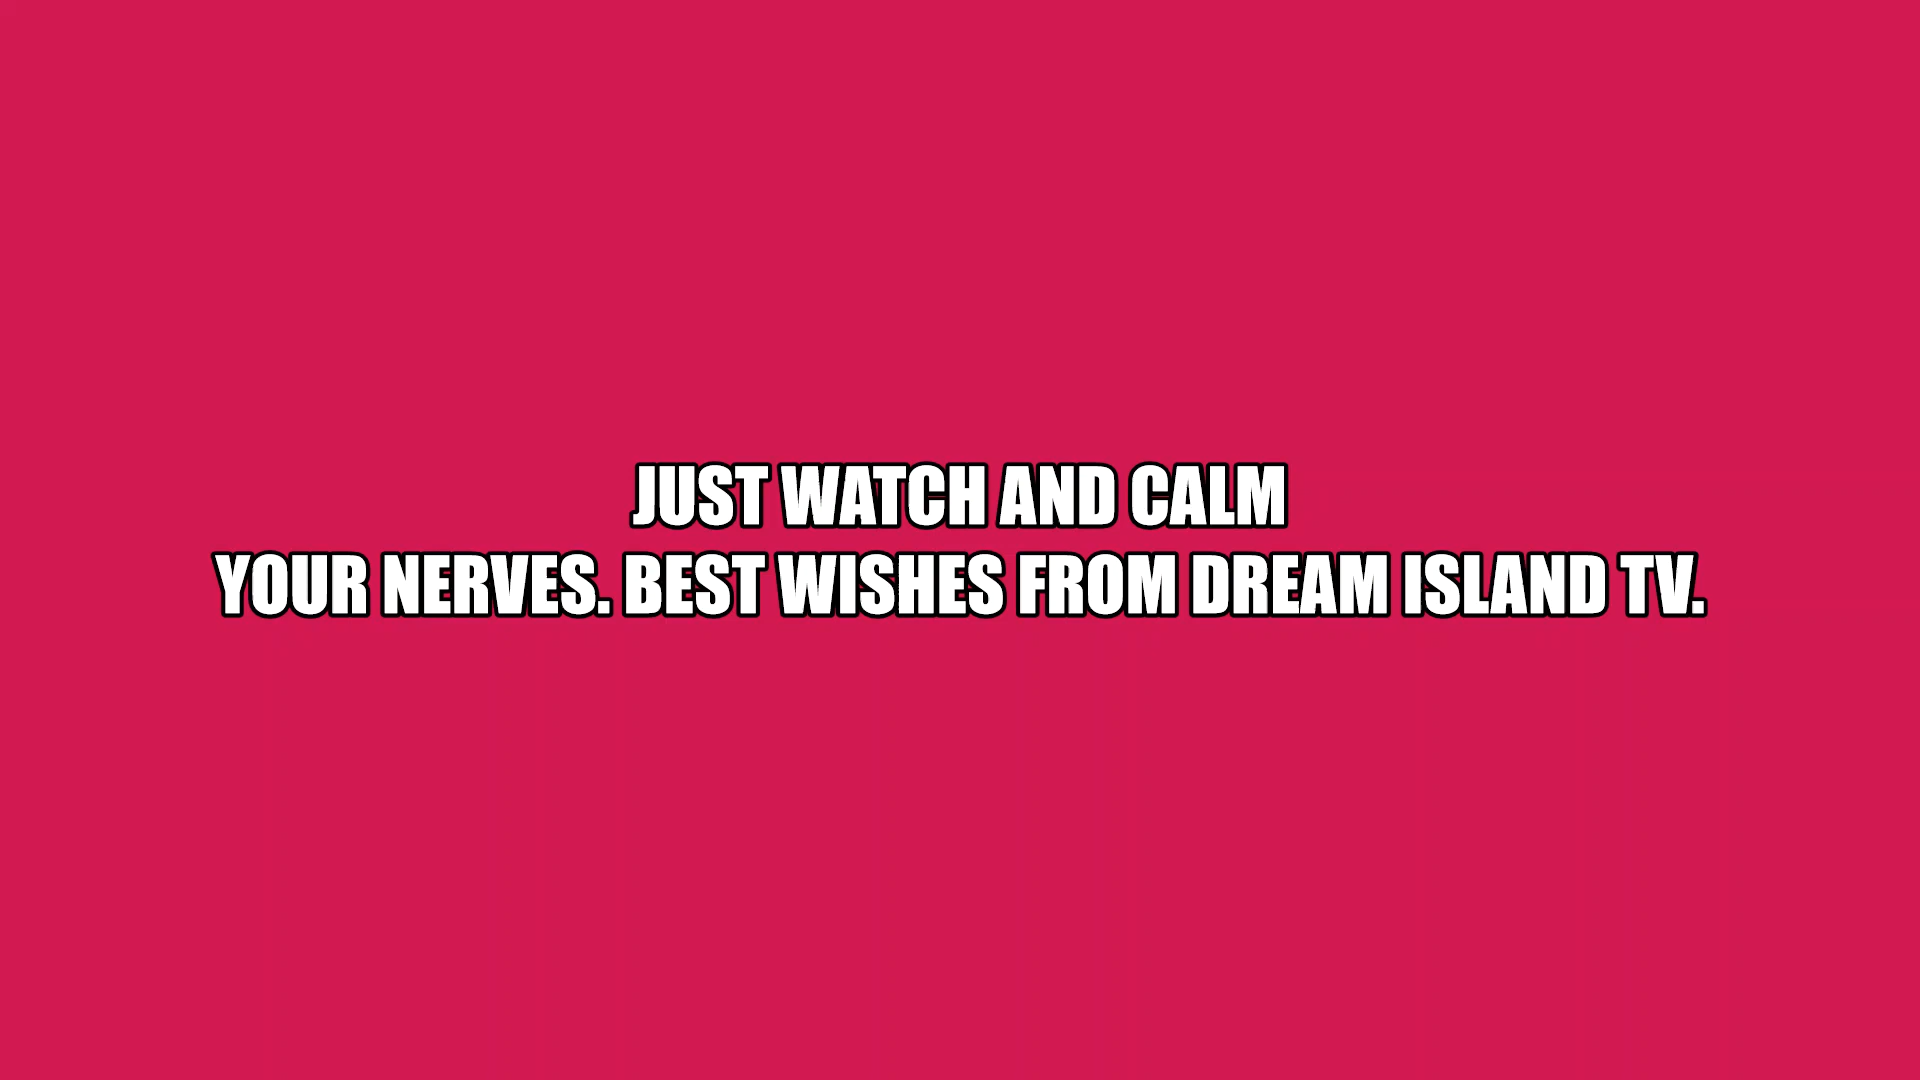 JUST WATCH AND CALM
YOUR NERVES. BEST WISHES FROM DREAM ISLAND TV.